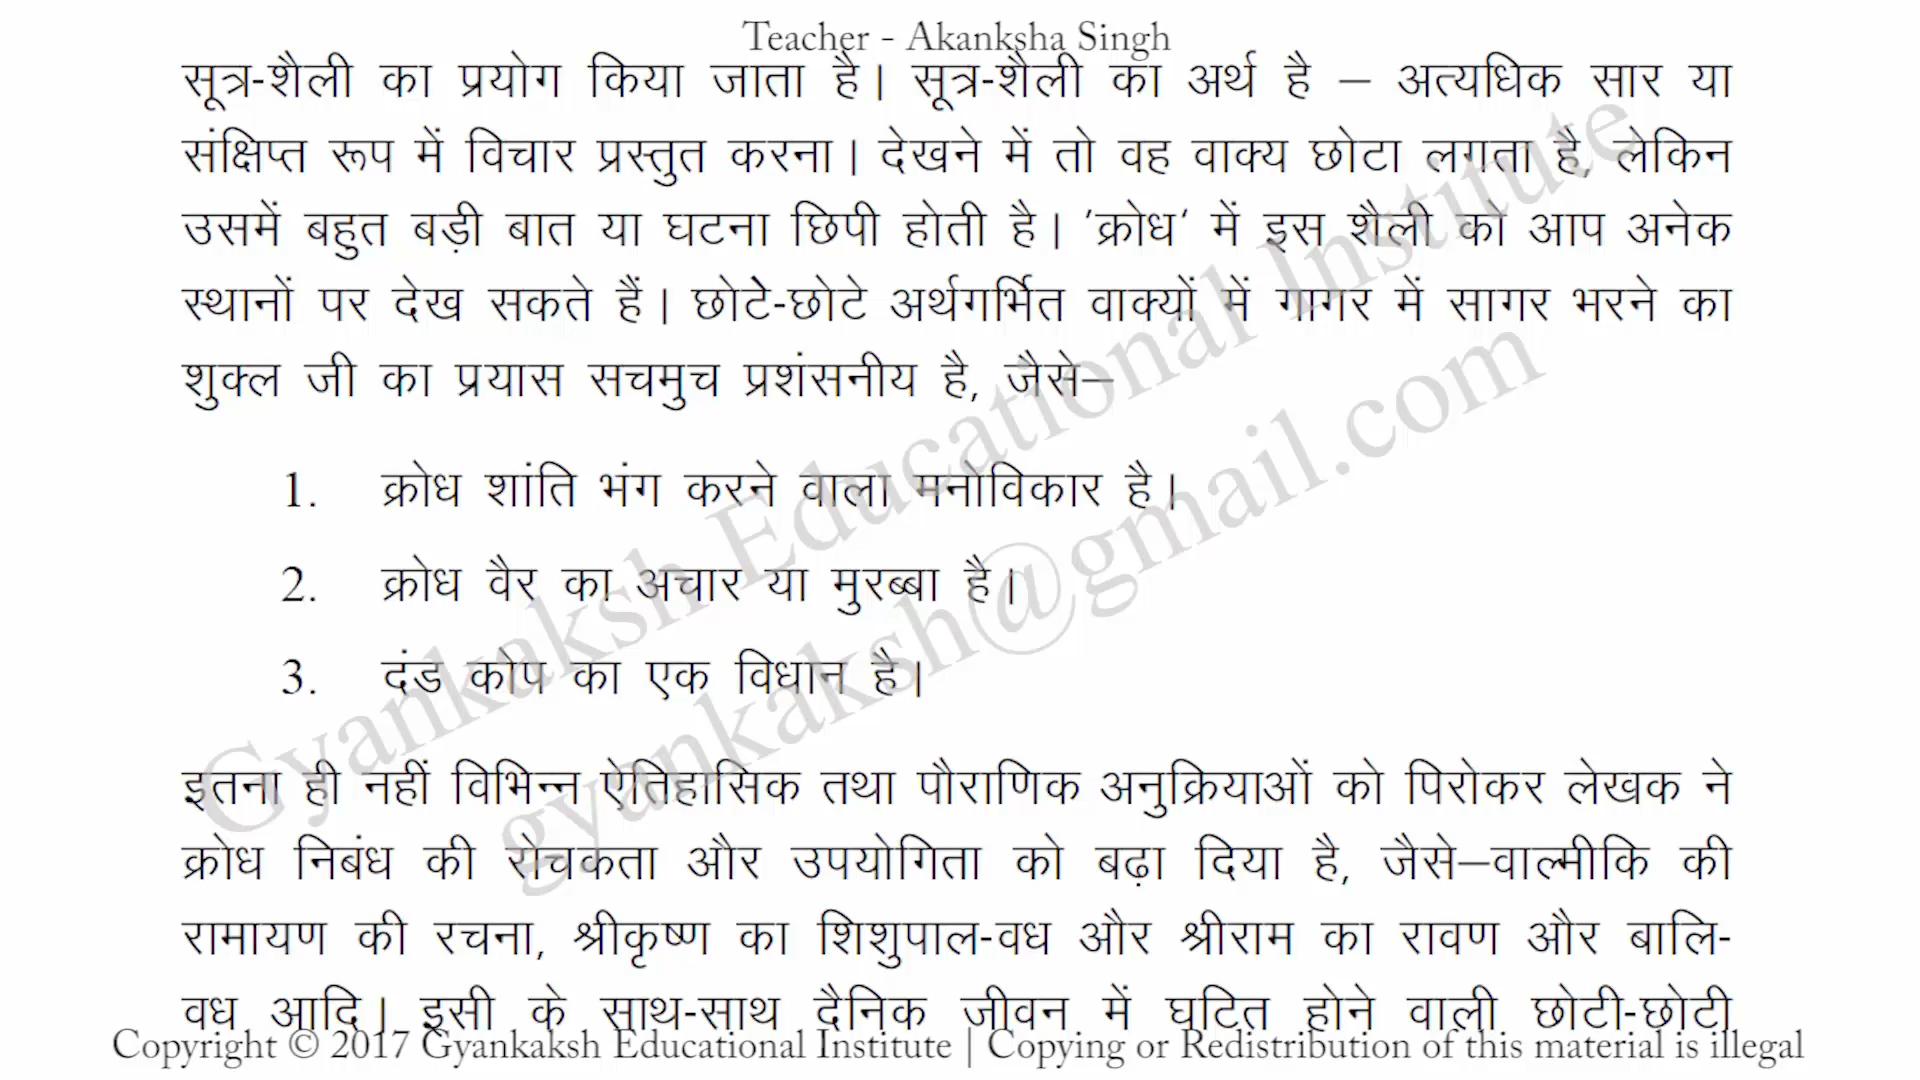 Teacher - Akanksha Singh
सूत्र-शैली का प्रयोग किया जाता है। सूत्र-शैली का अर्थ है – अत्यधिक सार या
संक्षिप्त रूप में विचार प्रस्तुत करना। देखने में तो वह वाक्य छोटा लगता है, लेकिन
उसमें बहुत बड़ी बात या घटना छिपी होती है। ’क्रोध‘ में इस शैली को आप अनेक
स्थानों पर देख सकते हैं। छोटे-छोटे अर्थगर्भित वाक्यों में गागर में सागर भरने का
शुक्ल जी का प्रयास सचमुच प्रशंसनीय है, जैसे–
1. क्रोध शांति भंग करने वाला मनोविकार है।
2. क्रोध वैर का अचार या मुरब्बा है।
3. दंड कोप का एक विधान है।
इतना ही नहीं विभिन्न ऐतिहासिक तथा पौराणिक अनुक्रियाओं को पिरोकर लेखक ने
क्रोध निबंध की रोचकता और उपयोगिता को बढ़ा दिया है, जैसे–वाल्मीकि की
रामायण की रचना, श्रीकृष्ण का शिशुपाल-वध और श्रीराम का रावण और बालि-
वध आदि। इसी के साथ-साथ दैनिक जीवन में घटित होने वाली छोटी-छोटी
Gyankaksh Educational Institute
gyankaksh@gmail.com
Copyright © 2017 Gyankaksh Educational Institute | Copying or Redistribution of this material is illegal